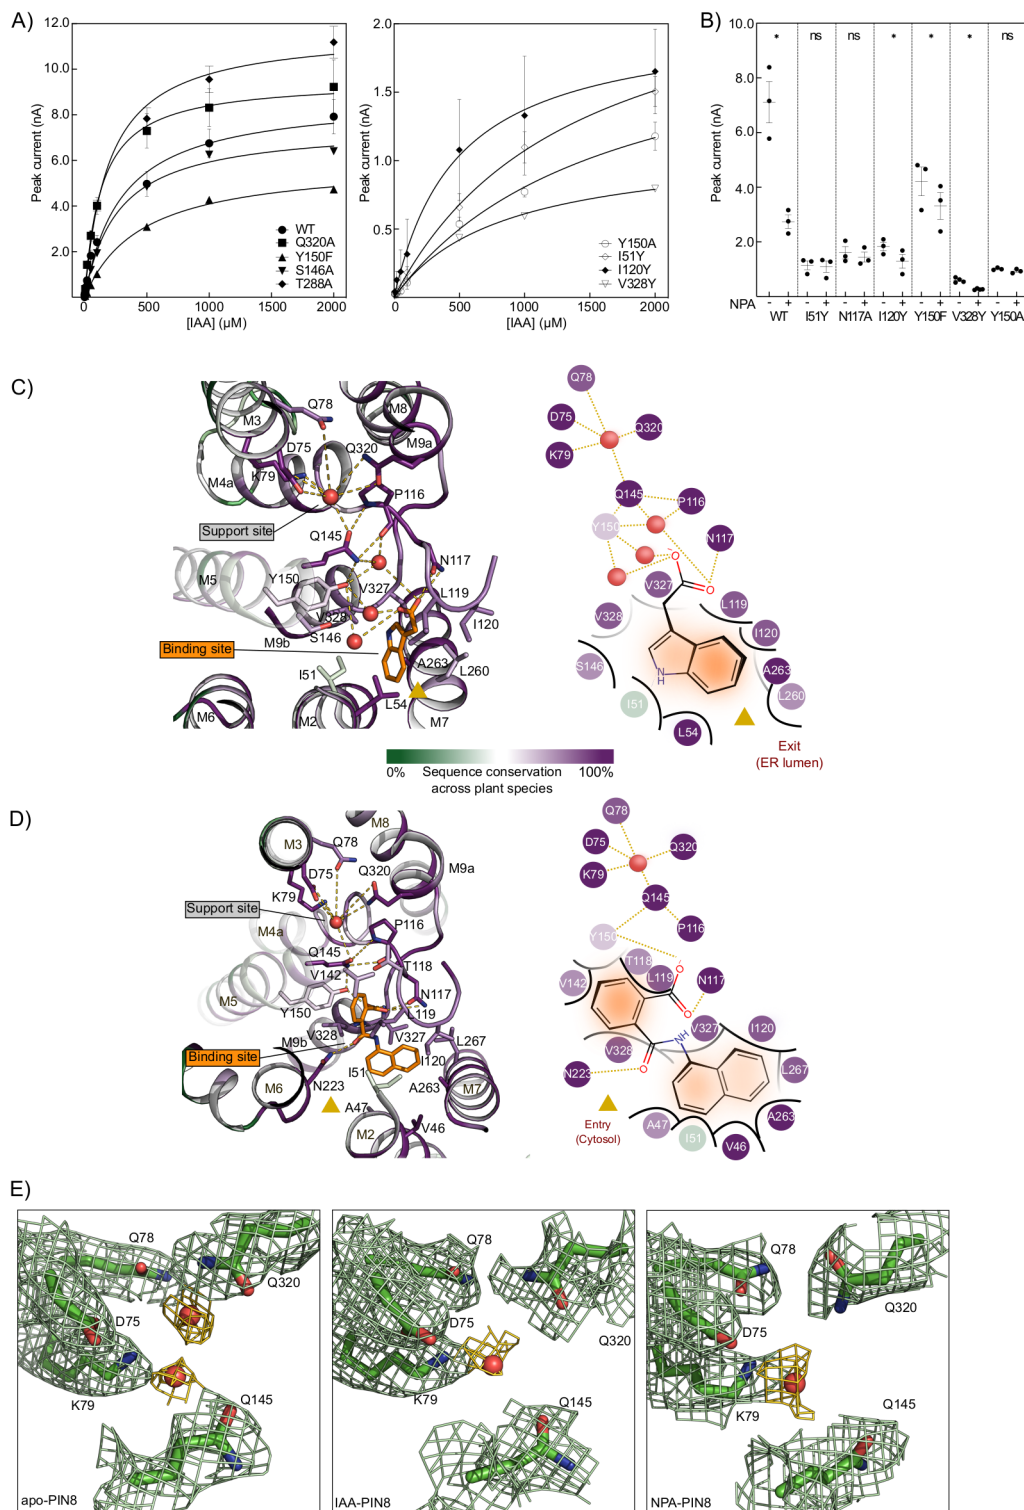 A)
12.0
10.0
8.0
6.0
4.0
2.0
Peak current (nA)
0
500
1000
1500
2000
[IAA] (µM)
WT
Q320A
Y150F
S146A
T288A
2.0
1.5
1.0
0.5
0.0
Peak current (nA)
0
500
1000
1500
2000
[IAA] (µM)
Y150A
I51Y
I120Y
V328Y
B)
10.0
8.0
6.0
4.0
2.0
0
Peak current (nA)
* ns ns * * * ns
NPA - + - + - + - + - + - + - +
WT I51Y N117A I120Y Y150F V328Y Y150A
C)
Q78
M3
M8
D75
Q320
M9a
K79
M4a
P116
Support site
Q145
N117
M5
Y150
V327
L119
V328
I120
S146
M9b
Binding site
A263
L260
I51
L54
M6
M2
M7
Q78
D75
Q320
K79
Q145
P116
Y150
N117
V327
L119
V328
I120
S146
A263
L260
I51
NH
L54
O
O
-
Exit
(ER lumen)
0%
Sequence conservation
across plant species
100%
D)
M8
M3
Q78
D75
Q320
M9a
K79
Support site
P116
M4a
Q145
T118
V142
M5
N117
Y150
L119
V328
V327
M9b
L267
Binding site
I120
I51
M6
N223
A263
M7
A47
V46
M2
Q78
D75
Q320
K79
Q145
P116
Y150
T118
V142
L119
N117
O
-
O
V327
I120
NH
V328
L267
N223
O
A263
A47
I51
V46
Entry
(Cytosol)
E)
Q78
Q320
D75
K79
Q145
apo-PIN8
Q78
D75
Q320
K79
Q145
IAA-PIN8
Q78
Q320
D75
K79
Q145
NPA-PIN8